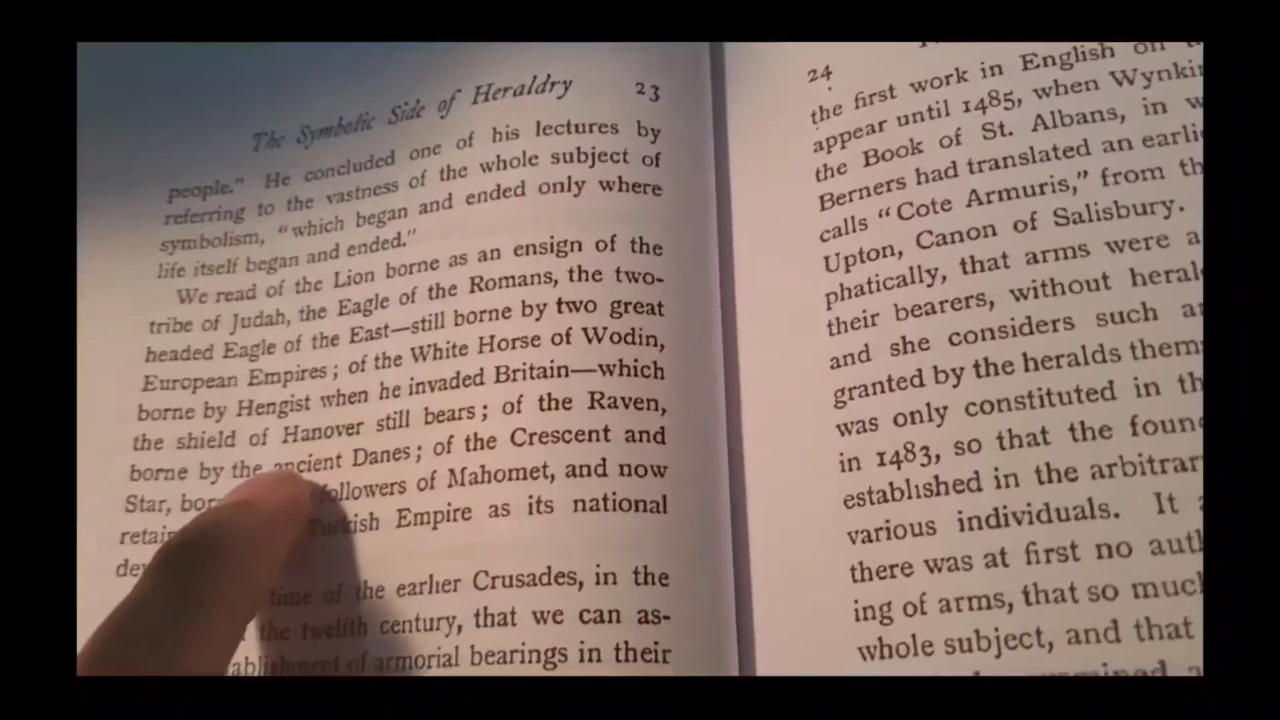 The Symbolic Side of Heraldry 23
people." He concluded one of his lectures by
referring to the vastness of the whole subject of
symbolism, "which began and ended only where
life itself began and ended."
We read of the Lion borne as an ensign of the
tribe of Judah, the Eagle of the Romans, the two-
headed Eagle of the East—still borne by two great
European Empires; of the White Horse of Wodin,
borne by Hengist when he invaded Britain—which
the shield of Hanover still bears; of the Raven,
borne by the ancient Danes; of the Crescent and
Star, bor followers of Mahomet, and now
retain Turkish Empire as its national
de
time of the earlier Crusades, in the
the twelfth century, that we can as-
ablishment of armorial bearings in their
24
the first work in English on
appear until 1485, when Wynki
the Book of St. Albans, in w
Berners had translated an earli
calls "Cote Armuris," from th
Upton, Canon of Salisbury.
phatically, that arms were a
their bearers, without heral
and she considers such a
granted by the heralds thems
was only constituted in th
in 1483, so that the foun
established in the arbitrar
various individuals. It
there was at first no auth
ing of arms, that so much
whole subject, and that